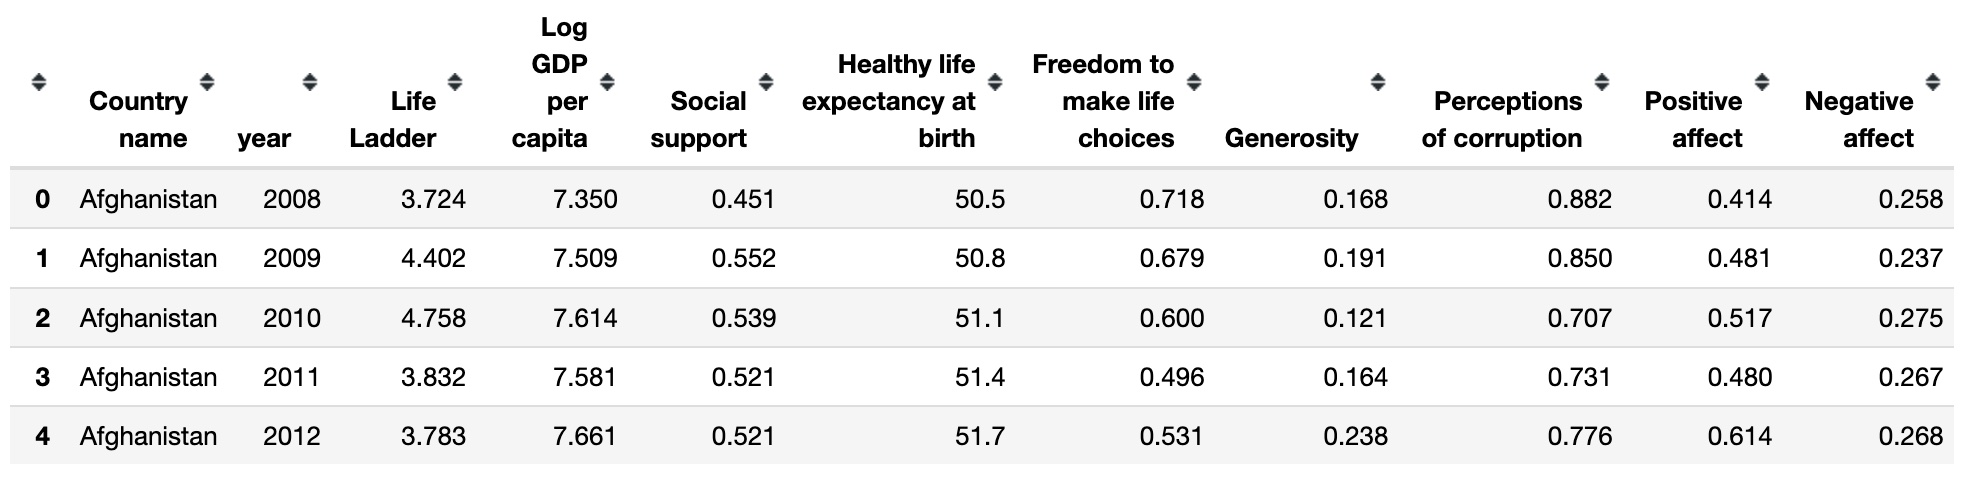 Country name year Life Ladder Log GDP per capita Social support Healthy life expectancy at birth Freedom to make life choices Generosity Perceptions of corruption Positive affect Negative affect
0 Afghanistan 2008 3.724 7.350 0.451 50.5 0.718 0.168 0.882 0.414 0.258
1 Afghanistan 2009 4.402 7.509 0.552 50.8 0.679 0.191 0.850 0.481 0.237
2 Afghanistan 2010 4.758 7.614 0.539 51.1 0.600 0.121 0.707 0.517 0.275
3 Afghanistan 2011 3.832 7.581 0.521 51.4 0.496 0.164 0.731 0.480 0.267
4 Afghanistan 2012 3.783 7.661 0.521 51.7 0.531 0.238 0.776 0.614 0.268